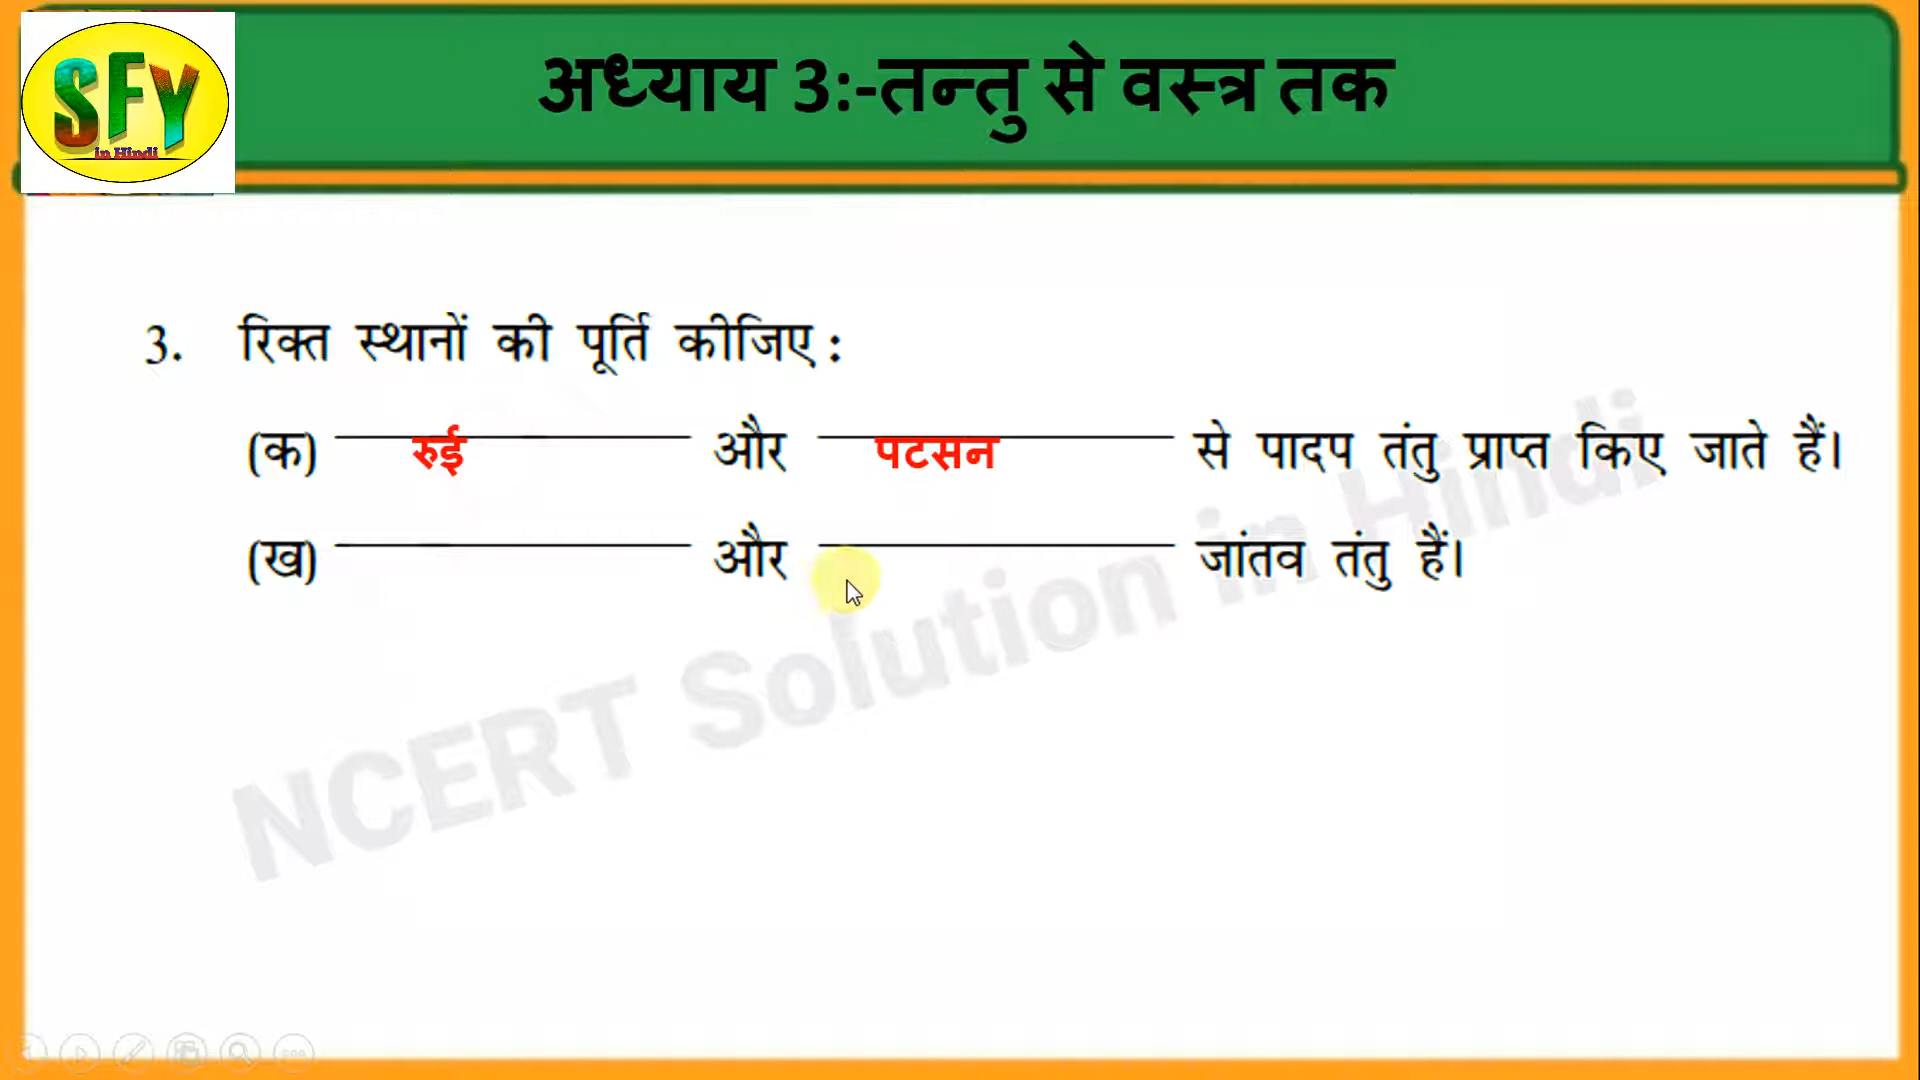 SFY
in Hindi
अध्याय 3:-तन्तु से वस्त्र तक
3. रिक्त स्थानों की पूर्ति कीजिए :
(क) रुई और पटसन से पादप तंतु प्राप्त किए जाते हैं।
(ख) और जांतव तंतु हैं।
NCERT Solution in Hindi